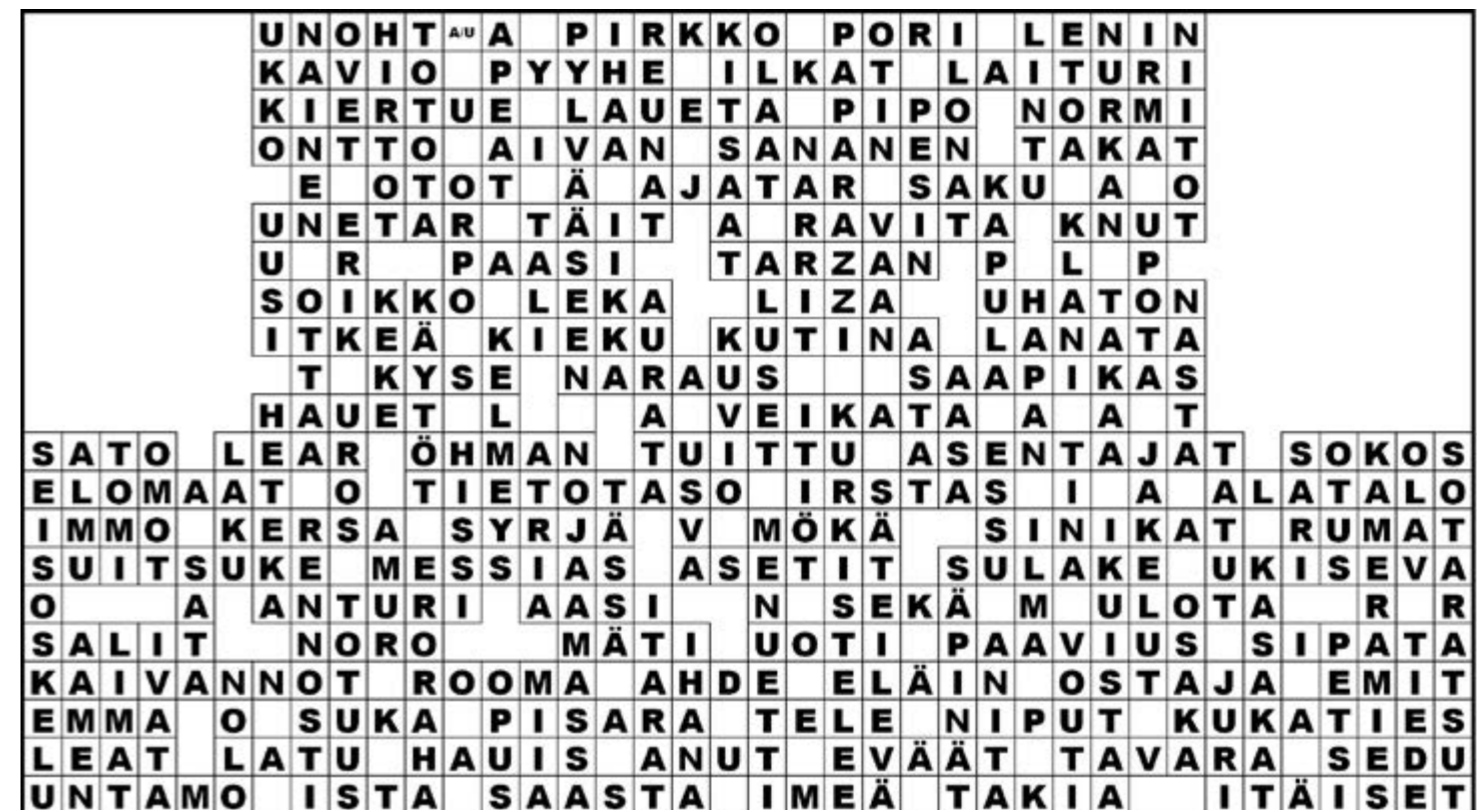 UNOHT A/U A PIRKKO PORI LENIN
KAVIO PYYHE ILKAT LAITURI
KIERTUE LAUETA PIPO NORMI
ONTTO AIVAN SANANEN TAKAT
E OTOT Ä AJATAR SAKU A O
UNETAR TÄIT A RAVITA KNUT
U R PAASI TARZAN P L P
SOIKKO LEKA LIZA UHATON
ITKEÄ KIEKU KUTINA LANATA
T KYSE NARAUS SAAPIKAS
HAUET L A VEIKATA A A T
SATO LEAR ÖHMAN TUITTU ASENTAJAT SOKOS
ELOMAAT O TIETOTASO IRSTAS I A ALATALO
IMMO KERSA SYRJÄ V MÖKÄ SINIKAT RUMAT
SUITSUKE MESSIAS ASETIT SULAKE UKISEVA
O A ANTURI AASI N SEKÄ M ULOTA R R
SALIT NORO MÄTI UOTI PAAVIUS SIPATA
KAIVANNOT ROOMA AHDE ELÄIN OSTAJA EMIT
EMMA O SUKA PISARA TELE NIPUT KUKATIES
LEAT LATU HAUIS ANUT EVÄÄT TAVARA SEDU
UNTAMO ISTA SAASTA IMEÄ TAKIA ITÄISET